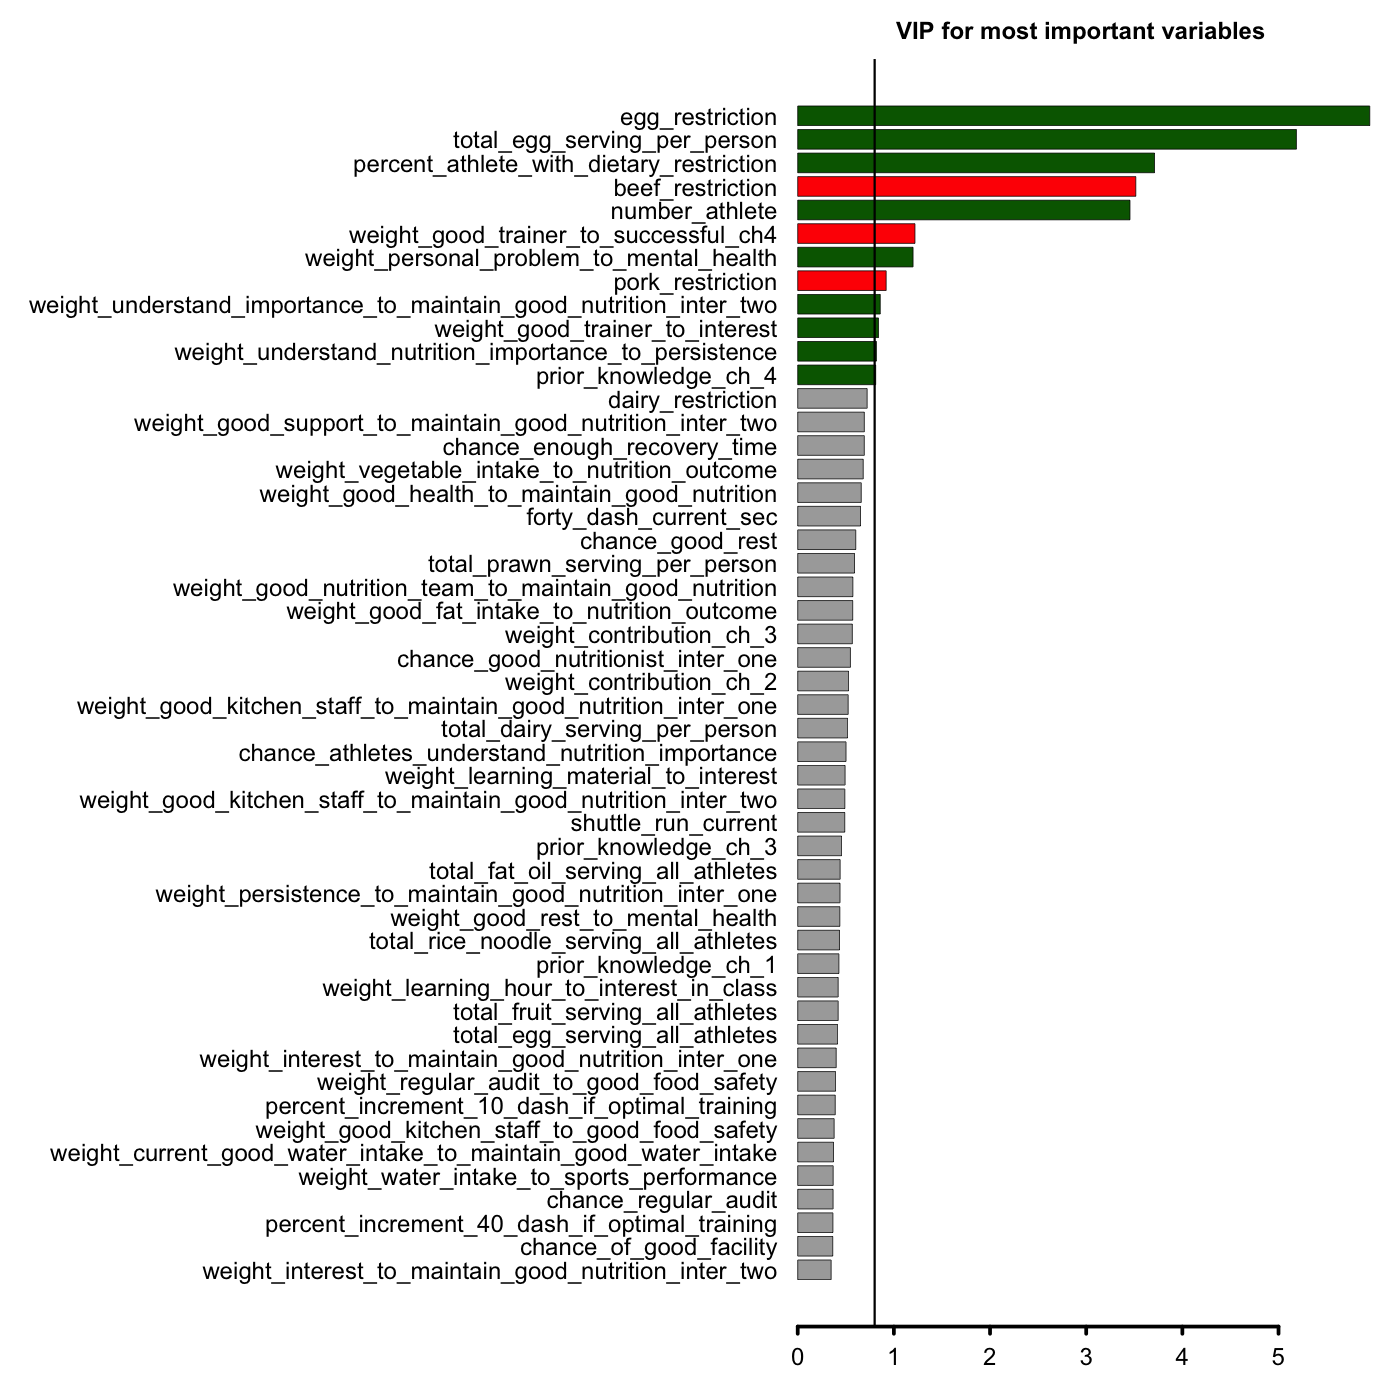 VIP for most important variables
egg_restriction
total_egg_serving_per_person
percent_athlete_with_dietary_restriction
beef_restriction
number_athlete
weight_good_trainer_to_successful_ch4
weight_personal_problem_to_mental_health
pork_restriction
weight_understand_importance_to_maintain_good_nutrition_inter_two
weight_good_trainer_to_interest
weight_understand_nutrition_importance_to_persistence
prior_knowledge_ch_4
dairy_restriction
weight_good_support_to_maintain_good_nutrition_inter_two
chance_enough_recovery_time
weight_vegetable_intake_to_nutrition_outcome
weight_good_health_to_maintain_good_nutrition
forty_dash_current_sec
chance_good_rest
total_prawn_serving_per_person
weight_good_nutrition_team_to_maintain_good_nutrition
weight_good_fat_intake_to_nutrition_outcome
weight_contribution_ch_3
chance_good_nutritionist_inter_one
weight_contribution_ch_2
weight_good_kitchen_staff_to_maintain_good_nutrition_inter_one
total_dairy_serving_per_person
chance_athletes_understand_nutrition_importance
weight_learning_material_to_interest
weight_good_kitchen_staff_to_maintain_good_nutrition_inter_two
shuttle_run_current
prior_knowledge_ch_3
total_fat_oil_serving_all_athletes
weight_persistence_to_maintain_good_nutrition_inter_one
weight_good_rest_to_mental_health
total_rice_noodle_serving_all_athletes
prior_knowledge_ch_1
weight_learning_hour_to_interest_in_class
total_fruit_serving_all_athletes
total_egg_serving_all_athletes
weight_interest_to_maintain_good_nutrition_inter_one
weight_regular_audit_to_good_food_safety
percent_increment_10_dash_if_optimal_training
weight_good_kitchen_staff_to_good_food_safety
weight_current_good_water_intake_to_maintain_good_water_intake
weight_water_intake_to_sports_performance
chance_regular_audit
percent_increment_40_dash_if_optimal_training
chance_of_good_facility
weight_interest_to_maintain_good_nutrition_inter_two
0 1 2 3 4 5